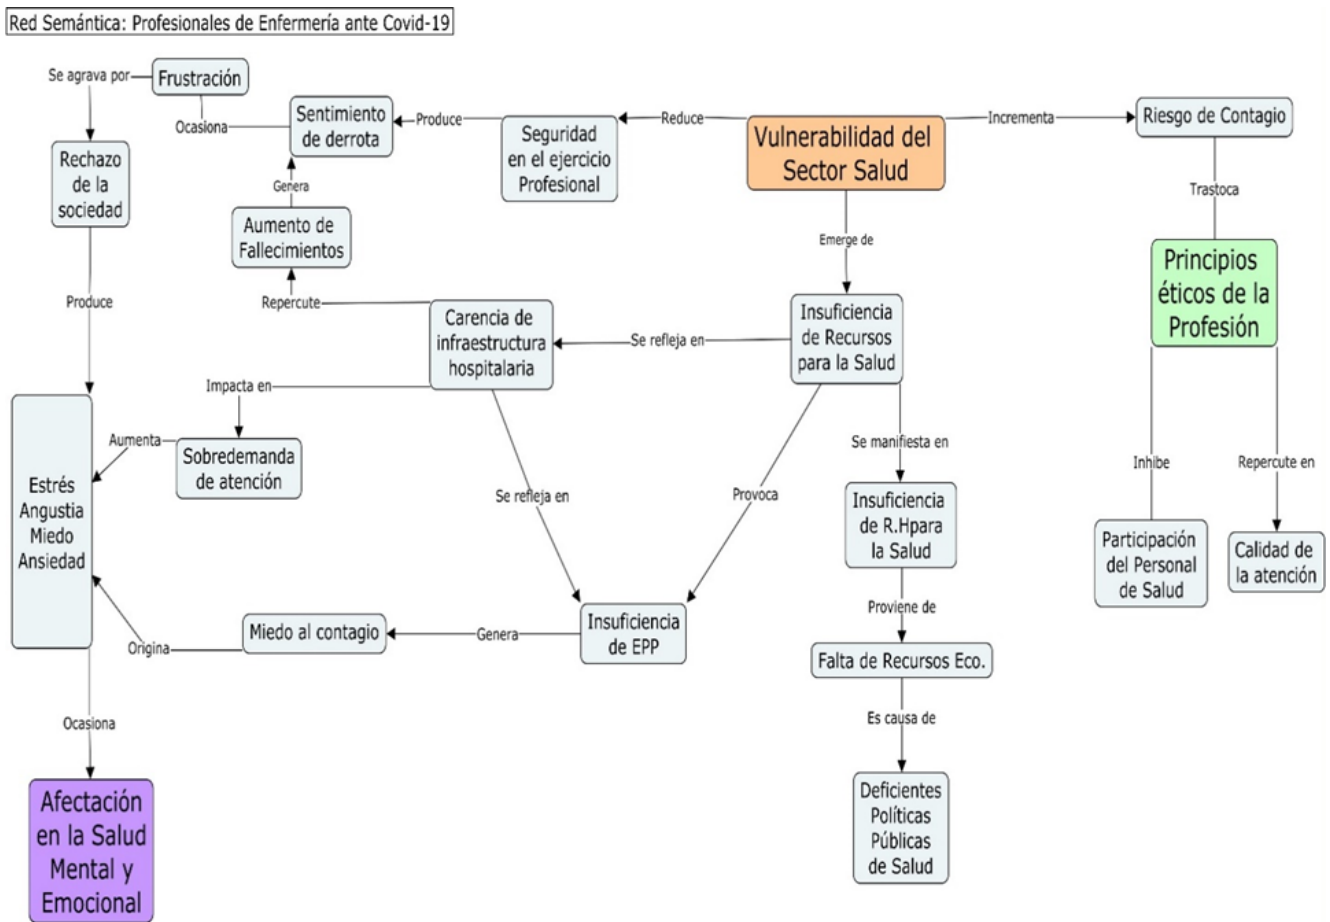 Red Semántica: Profesionales de Enfermería ante Covid-19
Se agrava por
Frustración
Ocasiona
Sentimiento
de derrota
Produce
Seguridad
en el ejercicio
Profesional
Reduce
Vulnerabilidad del
Sector Salud
Incrementa
Riesgo de Contagio
Rechazo
de la
sociedad
Genera
Aumento de
Fallecimientos
Trastoca
Emerge de
Principios
éticos de la
Profesión
Produce
Repercute
Carencia de
infraestructura
hospitalaria
Se refleja en
Insuficiencia
de Recursos
para la Salud
Impacta en
Aumenta
Sobredemanda
de atención
Estrés
Angustia
Miedo
Ansiedad
Se refleja en
Provoca
Se manifiesta en
Insuficiencia
de R.Hpara
la Salud
Inhibe
Repercute en
Participación
del Personal
de Salud
Calidad de
la atención
Origina
Miedo al contagio
Genera
Insuficiencia
de EPP
Proviene de
Falta de Recursos Eco.
Ocasiona
Es causa de
Afectación
en la Salud
Mental y
Emocional
Deficientes
Políticas
Públicas
de Salud